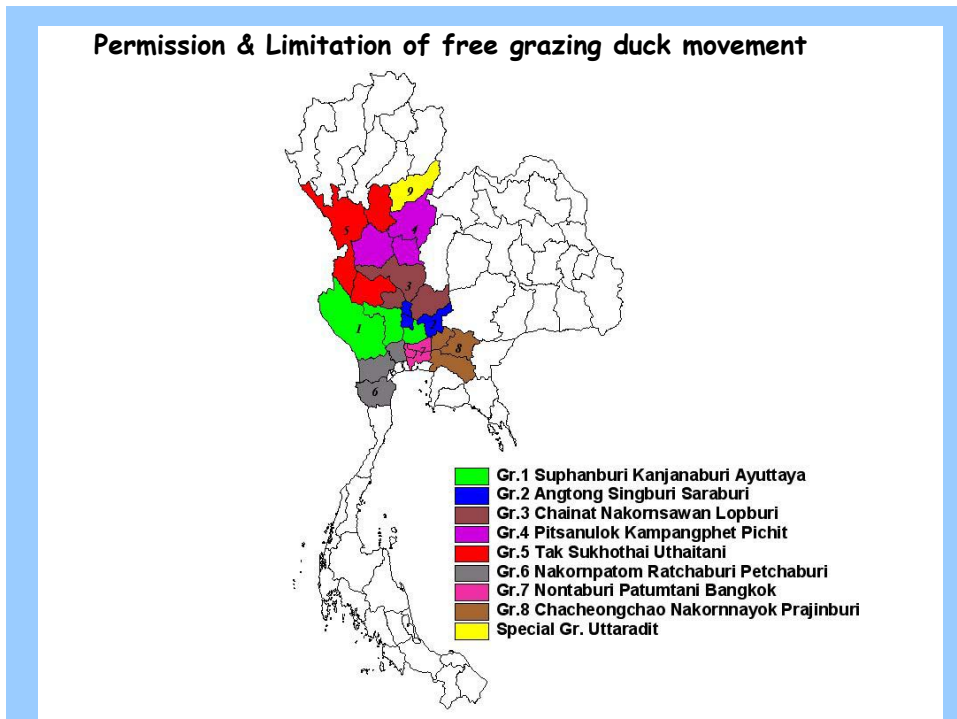 Permission & Limitation of free grazing duck movement
9
5
4
3
2
1
7
8
6
Gr.1 Suphanburi Kanjanaburi Ayuttaya
Gr.2 Angtong Singburi Saraburi
Gr.3 Chainat Nakornsawan Lopburi
Gr.4 Pitsanulok Kampangphet Pichit
Gr.5 Tak Sukhothai Uthaitani
Gr.6 Nakornpatom Ratchaburi Petchaburi
Gr.7 Nontaburi Patumtani Bangkok
Gr.8 Chacheongchao Nakornnayok Prajinburi
Special Gr. Uttaradit